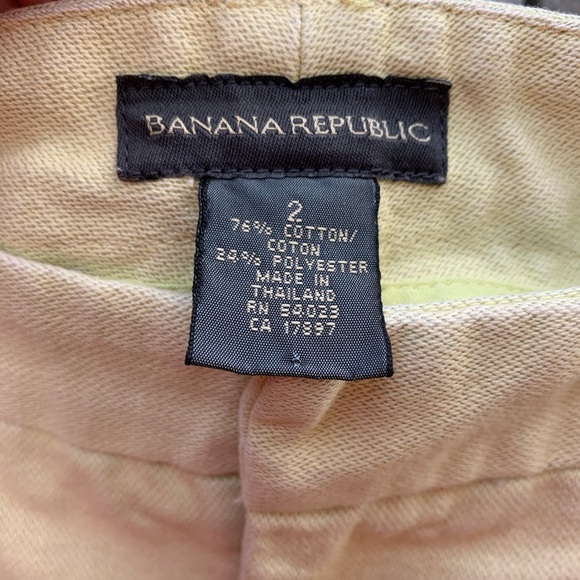 BANANA REPUBLIC
2
76% COTTON/
COTON
24% POLYESTER
MADE IN
THAILAND
RN 54023
CA 17897